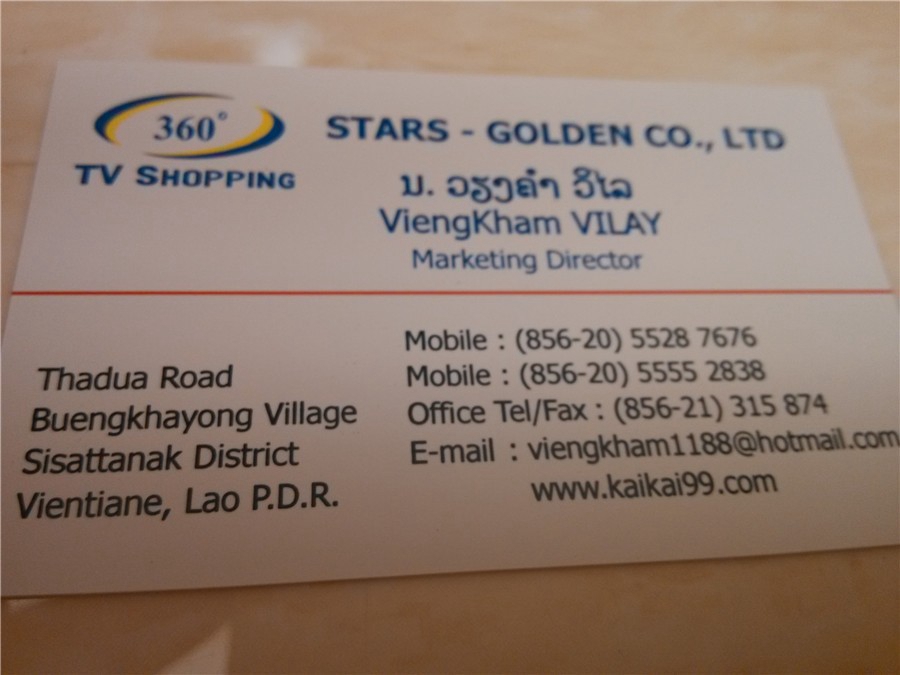 360°
TV SHOPPING
STARS - GOLDEN CO., LTD
ນ. ວຽງຄຳ ວິໄລ
ViengKham VILAY
Marketing Director
Thadua Road
Buengkhayong Village
Sisattanak District
Vientiane, Lao P.D.R.
Mobile : (856-20) 5528 7676
Mobile : (856-20) 5555 2838
Office Tel/Fax : (856-21) 315 874
E-mail : viengkham1188@hotmail.com
www.kaikai99.com